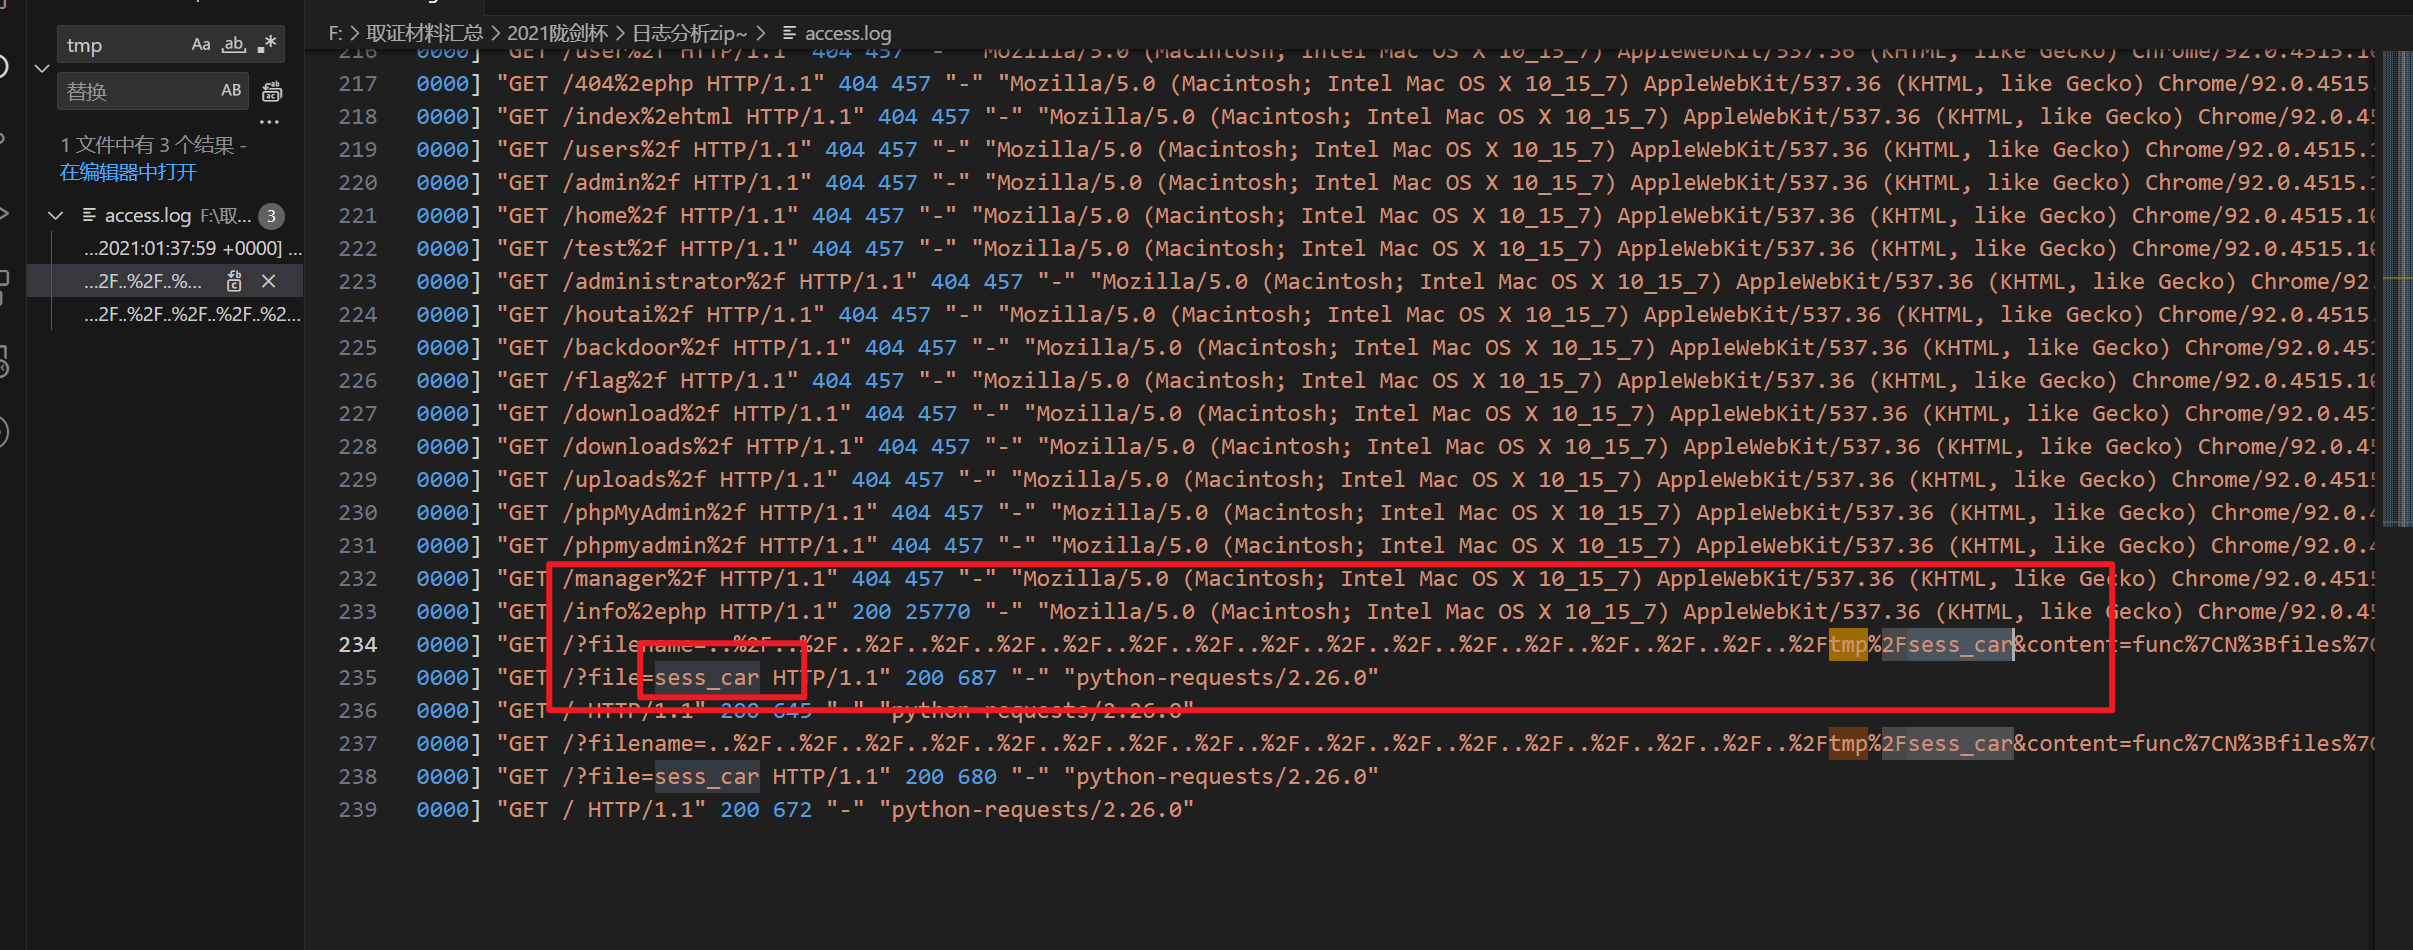 tmp
Aa ab .*
替换
AB
...
1 文件中有 3 个结果 -
在编辑器中打开
access.log F:\取... 3
...2021:01:37:59 +0000] ...
...2F..%2F..%...
...2F..%2F..%2F..%2F..%2...
F: > 取证材料汇总 > 2021陇剑杯 > 日志分析zip~ > access.log
216 0000] "GET /user%2f HTTP/1.1" 404 457 "-" "Mozilla/5.0 (Macintosh; Intel Mac OS X 10_15_7) AppleWebKit/537.36 (KHTML, like Gecko) Chrome/92.0.4515.10
217 0000] "GET /404%2ephp HTTP/1.1" 404 457 "-" "Mozilla/5.0 (Macintosh; Intel Mac OS X 10_15_7) AppleWebKit/537.36 (KHTML, like Gecko) Chrome/92.0.4515.
218 0000] "GET /index%2ehtml HTTP/1.1" 404 457 "-" "Mozilla/5.0 (Macintosh; Intel Mac OS X 10_15_7) AppleWebKit/537.36 (KHTML, like Gecko) Chrome/92.0.45
219 0000] "GET /users%2f HTTP/1.1" 404 457 "-" "Mozilla/5.0 (Macintosh; Intel Mac OS X 10_15_7) AppleWebKit/537.36 (KHTML, like Gecko) Chrome/92.0.4515.1
220 0000] "GET /admin%2f HTTP/1.1" 404 457 "-" "Mozilla/5.0 (Macintosh; Intel Mac OS X 10_15_7) AppleWebKit/537.36 (KHTML, like Gecko) Chrome/92.0.4515.1
221 0000] "GET /home%2f HTTP/1.1" 404 457 "-" "Mozilla/5.0 (Macintosh; Intel Mac OS X 10_15_7) AppleWebKit/537.36 (KHTML, like Gecko) Chrome/92.0.4515.10
222 0000] "GET /test%2f HTTP/1.1" 404 457 "-" "Mozilla/5.0 (Macintosh; Intel Mac OS X 10_15_7) AppleWebKit/537.36 (KHTML, like Gecko) Chrome/92.0.4515.10
223 0000] "GET /administrator%2f HTTP/1.1" 404 457 "-" "Mozilla/5.0 (Macintosh; Intel Mac OS X 10_15_7) AppleWebKit/537.36 (KHTML, like Gecko) Chrome/92.
224 0000] "GET /houtai%2f HTTP/1.1" 404 457 "-" "Mozilla/5.0 (Macintosh; Intel Mac OS X 10_15_7) AppleWebKit/537.36 (KHTML, like Gecko) Chrome/92.0.4515.
225 0000] "GET /backdoor%2f HTTP/1.1" 404 457 "-" "Mozilla/5.0 (Macintosh; Intel Mac OS X 10_15_7) AppleWebKit/537.36 (KHTML, like Gecko) Chrome/92.0.451
226 0000] "GET /flag%2f HTTP/1.1" 404 457 "-" "Mozilla/5.0 (Macintosh; Intel Mac OS X 10_15_7) AppleWebKit/537.36 (KHTML, like Gecko) Chrome/92.0.4515.10
227 0000] "GET /download%2f HTTP/1.1" 404 457 "-" "Mozilla/5.0 (Macintosh; Intel Mac OS X 10_15_7) AppleWebKit/537.36 (KHTML, like Gecko) Chrome/92.0.451
228 0000] "GET /downloads%2f HTTP/1.1" 404 457 "-" "Mozilla/5.0 (Macintosh; Intel Mac OS X 10_15_7) AppleWebKit/537.36 (KHTML, like Gecko) Chrome/92.0.45
229 0000] "GET /uploads%2f HTTP/1.1" 404 457 "-" "Mozilla/5.0 (Macintosh; Intel Mac OS X 10_15_7) AppleWebKit/537.36 (KHTML, like Gecko) Chrome/92.0.4515
230 0000] "GET /phpMyAdmin%2f HTTP/1.1" 404 457 "-" "Mozilla/5.0 (Macintosh; Intel Mac OS X 10_15_7) AppleWebKit/537.36 (KHTML, like Gecko) Chrome/92.0.4
231 0000] "GET /phpmyadmin%2f HTTP/1.1" 404 457 "-" "Mozilla/5.0 (Macintosh; Intel Mac OS X 10_15_7) AppleWebKit/537.36 (KHTML, like Gecko) Chrome/92.0.4
232 0000] "GET /manager%2f HTTP/1.1" 404 457 "-" "Mozilla/5.0 (Macintosh; Intel Mac OS X 10_15_7) AppleWebKit/537.36 (KHTML, like Gecko) Chrome/92.0.4515
233 0000] "GET /info%2ephp HTTP/1.1" 200 25770 "-" "Mozilla/5.0 (Macintosh; Intel Mac OS X 10_15_7) AppleWebKit/537.36 (KHTML, like Gecko) Chrome/92.0.45
234 0000] "GET /?filename=..%2F..%2F..%2F..%2F..%2F..%2F..%2F..%2F..%2F..%2F..%2F..%2F..%2F..%2F..%2F..%2F..%2Ftmp%2Fsess_car&content=func%7CN%3Bfiles%7C
235 0000] "GET /?file=sess_car HTTP/1.1" 200 687 "-" "python-requests/2.26.0"
236 0000] "GET / HTTP/1.1" 200 645 "-" "python-requests/2.26.0"
237 0000] "GET /?filename=..%2F..%2F..%2F..%2F..%2F..%2F..%2F..%2F..%2F..%2F..%2F..%2F..%2F..%2F..%2F..%2F..%2Ftmp%2Fsess_car&content=func%7CN%3Bfiles%7C
238 0000] "GET /?file=sess_car HTTP/1.1" 200 680 "-" "python-requests/2.26.0"
239 0000] "GET / HTTP/1.1" 200 672 "-" "python-requests/2.26.0"